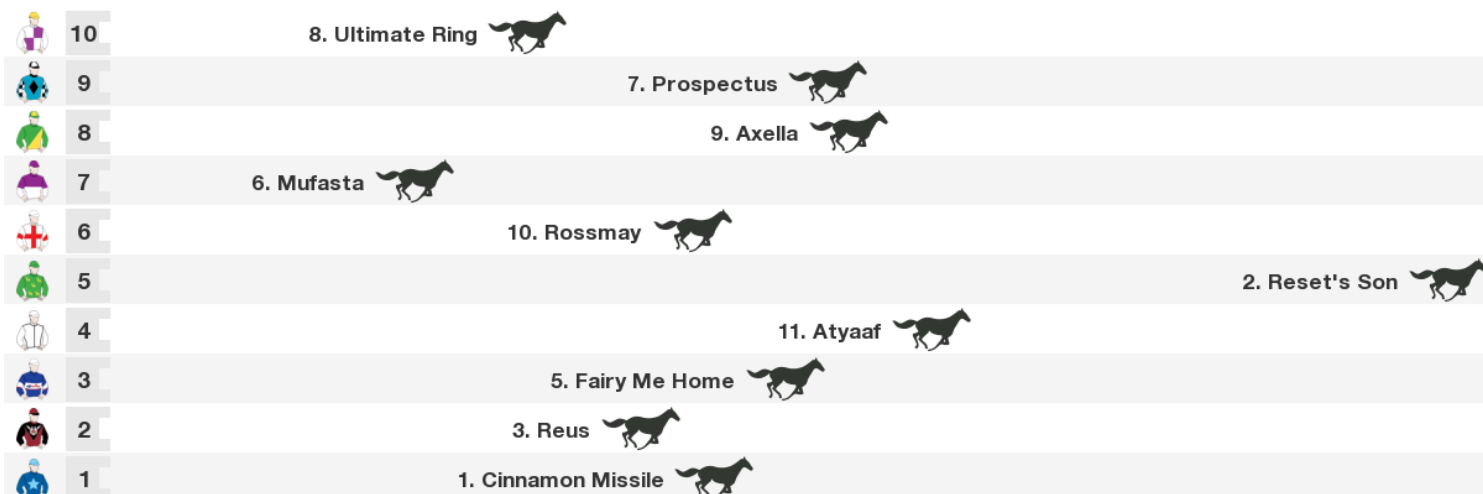 10 8. Ultimate Ring
9 7. Prospectus
8 9. Axella
7 6. Mufasta
6 10. Rossmay
5 2. Reset's Son
4 11. Atyaaf
3 5. Fairy Me Home
2 3. Reus
1 1. Cinnamon Missile